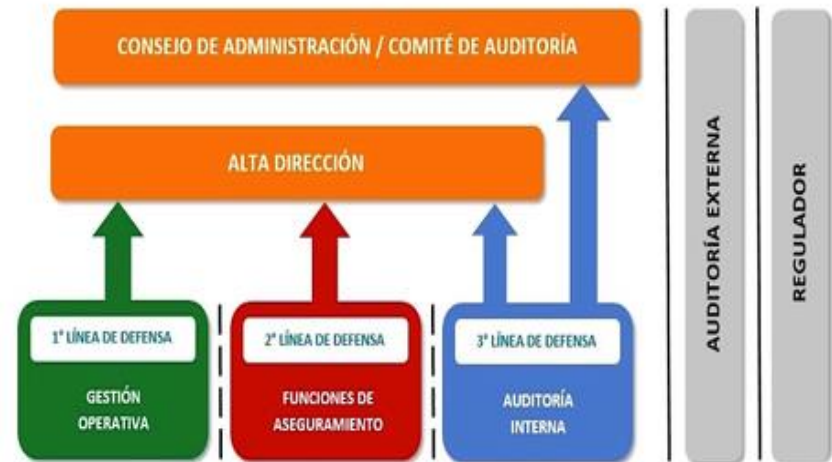 CONSEJO DE ADMINISTRACIÓN / COMITÉ DE AUDITORÍA
ALTA DIRECCIÓN
1ª LÍNEA DE DEFENSA
GESTIÓN
OPERATIVA
2ª LÍNEA DE DEFENSA
FUNCIONES DE
ASEGURAMIENTO
3ª LÍNEA DE DEFENSA
AUDITORÍA
INTERNA
AUDITORÍA EXTERNA
REGULADOR